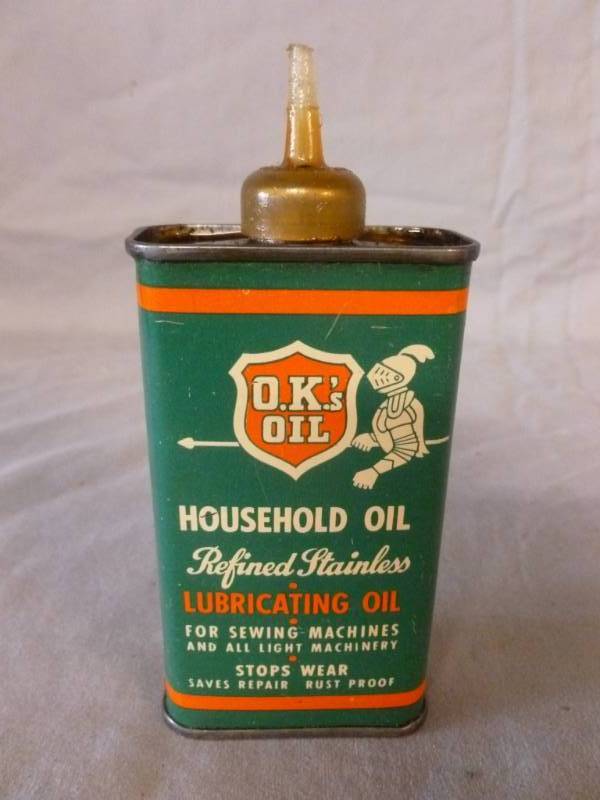 O.K.'s
OIL
HOUSEHOLD OIL
Refined Stainless
LUBRICATING OIL
FOR SEWING MACHINES
AND ALL LIGHT MACHINERY
STOPS WEAR
SAVES REPAIR RUST PROOF